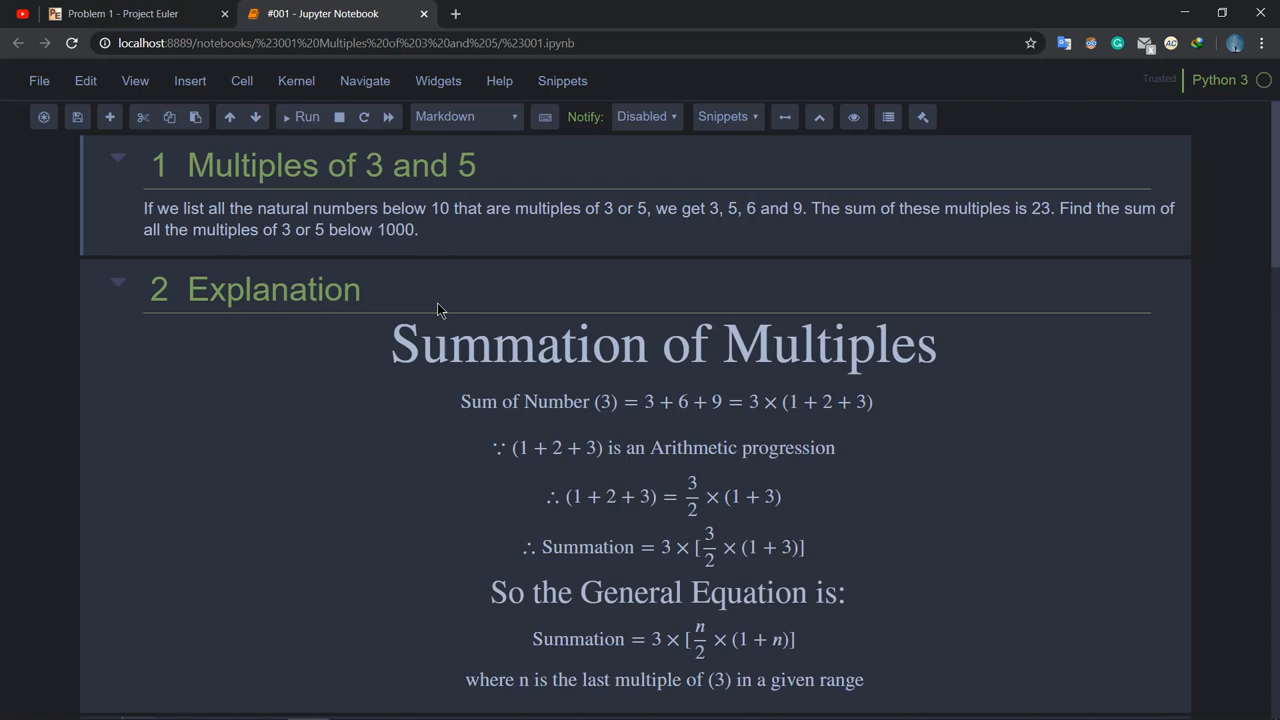 Problem 1 - Project Euler × #001 - Jupyter Notebook × +
localhost:8889/notebooks/%23001%20Multiples%20of%203%20and%205/%23001.ipynb
File Edit View Insert Cell Kernel Navigate Widgets Help Snippets Trusted Python 3
Run Markdown Notify: Disabled Snippets
1 Multiples of 3 and 5
If we list all the natural numbers below 10 that are multiples of 3 or 5, we get 3, 5, 6 and 9. The sum of these multiples is 23. Find the sum of
all the multiples of 3 or 5 below 1000.
2 Explanation
Summation of Multiples
Sum of Number (3) = 3 + 6 + 9 = 3 × (1 + 2 + 3)
∵ (1 + 2 + 3) is an Arithmetic progression
∴ (1 + 2 + 3) = 3/2 × (1 + 3)
∴ Summation = 3 × [3/2 × (1 + 3)]
So the General Equation is:
Summation = 3 × [n/2 × (1 + n)]
where n is the last multiple of (3) in a given range